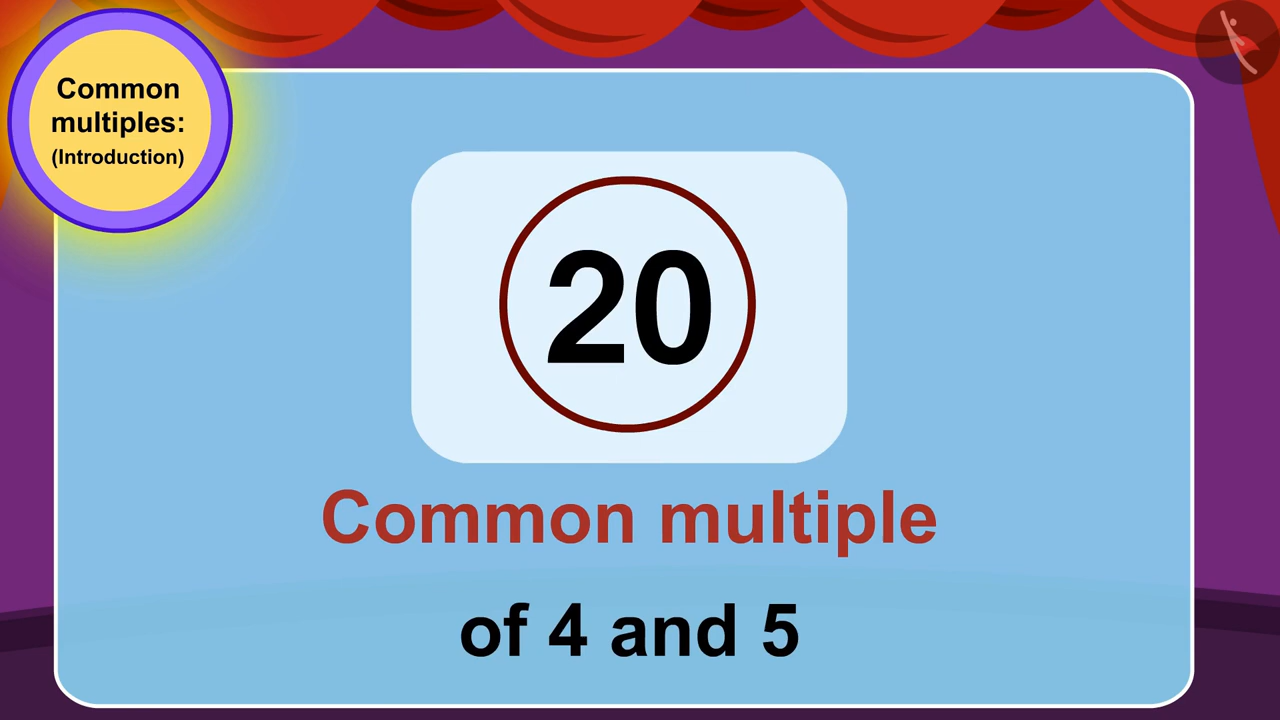 Common
multiples:
(Introduction)
20
Common multiple
of 4 and 5